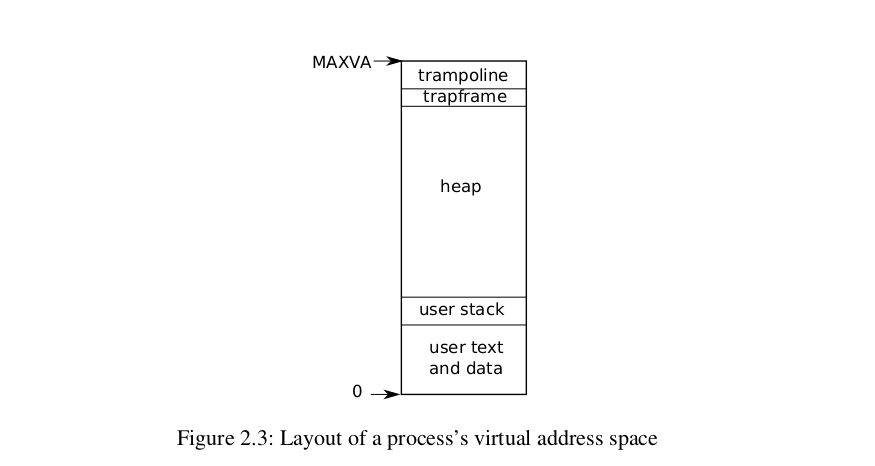 MAXVA
trampoline
trapframe
heap
user stack
user text
and data
0
Figure 2.3: Layout of a process’s virtual address space